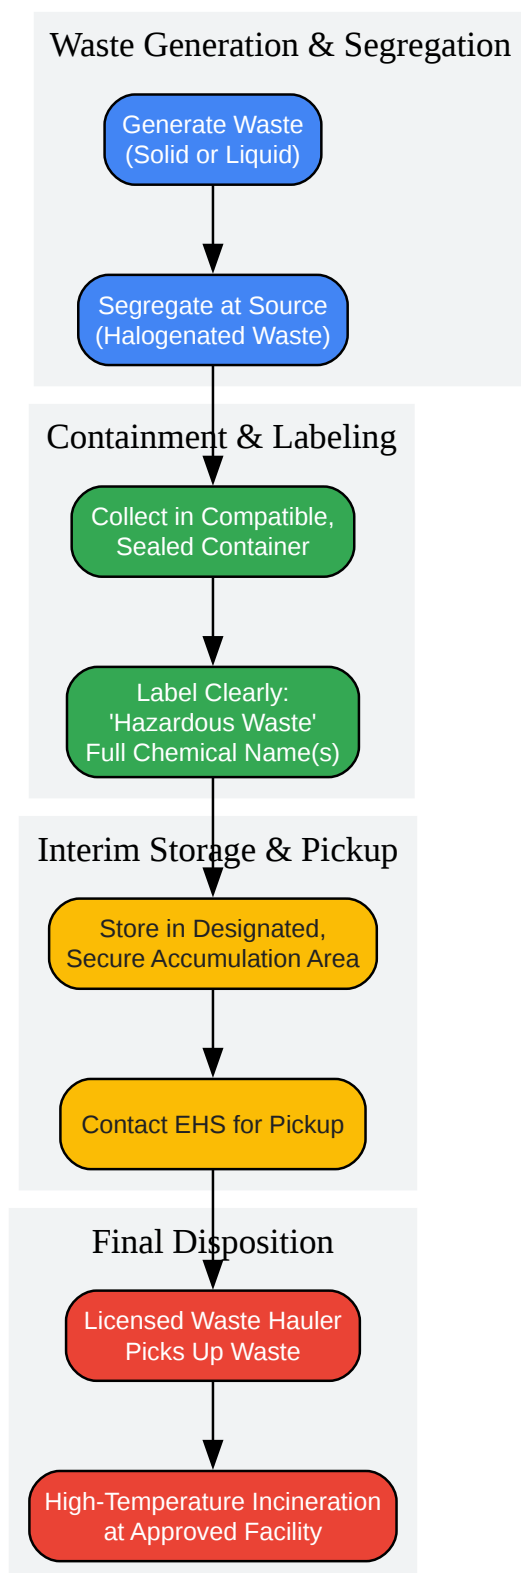 Waste Generation & Segregation
Generate Waste
(Solid or Liquid)
Segregate at Source
(Halogenated Waste)
Containment & Labeling
Collect in Compatible,
Sealed Container
Label Clearly:
'Hazardous Waste'
Full Chemical Name(s)
Interim Storage & Pickup
Store in Designated,
Secure Accumulation Area
Contact EHS for Pickup
Final Disposition
Licensed Waste Hauler
Picks Up Waste
High-Temperature Incineration
at Approved Facility